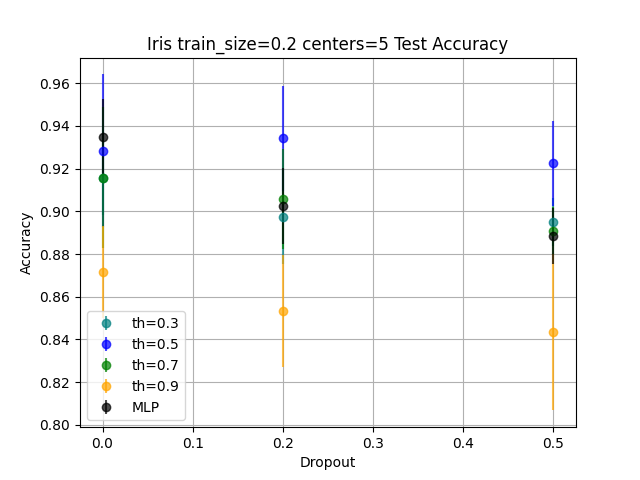 Iris train_size=0.2 centers=5 Test Accuracy
0.96
0.94
0.92
0.90
0.88
0.86
0.84
0.82
0.80
Accuracy
th=0.3
th=0.5
th=0.7
th=0.9
MLP
0.0
0.1
0.2
0.3
0.4
0.5
Dropout